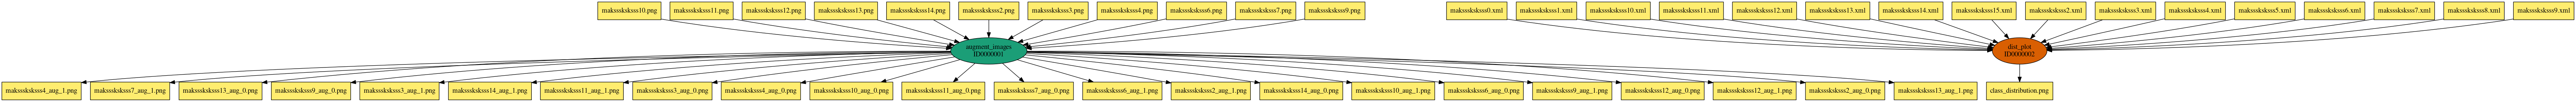 maksssksksss10.png
maksssksksss11.png
maksssksksss12.png
maksssksksss13.png
maksssksksss14.png
maksssksksss2.png
maksssksksss3.png
maksssksksss4.png
maksssksksss6.png
maksssksksss7.png
maksssksksss9.png
maksssksksss0.xml
maksssksksss1.xml
maksssksksss10.xml
maksssksksss11.xml
maksssksksss12.xml
maksssksksss13.xml
maksssksksss14.xml
maksssksksss15.xml
maksssksksss2.xml
maksssksksss3.xml
maksssksksss4.xml
maksssksksss5.xml
maksssksksss6.xml
maksssksksss7.xml
maksssksksss8.xml
maksssksksss9.xml
augment_images
ID0000001
dist_plot
ID0000002
maksssksksss4_aug_1.png
maksssksksss7_aug_1.png
maksssksksss13_aug_0.png
maksssksksss9_aug_0.png
maksssksksss3_aug_1.png
maksssksksss14_aug_1.png
maksssksksss11_aug_1.png
maksssksksss3_aug_0.png
maksssksksss4_aug_0.png
maksssksksss10_aug_0.png
maksssksksss11_aug_0.png
maksssksksss7_aug_0.png
maksssksksss6_aug_1.png
maksssksksss2_aug_1.png
maksssksksss14_aug_0.png
maksssksksss10_aug_1.png
maksssksksss6_aug_0.png
maksssksksss9_aug_1.png
maksssksksss12_aug_0.png
maksssksksss12_aug_1.png
maksssksksss2_aug_0.png
maksssksksss13_aug_1.png
class_distribution.png